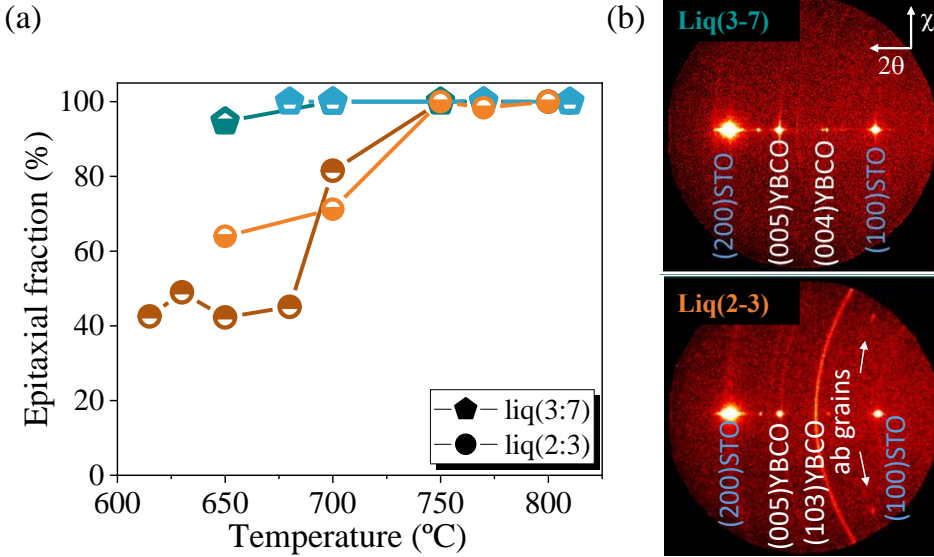 (a)
Epitaxial fraction (%)
100
80
60
40
20
0
600
650
700
750
800
Temperature (ºC)
liq(3:7)
liq(2:3)
(b)
Liq(3-7)
χ
2θ
(200)STO
(005)YBCO
(004)YBCO
(100)STO
Liq(2-3)
(200)STO
(005)YBCO
(103)YBCO
ab grains
(100)STO